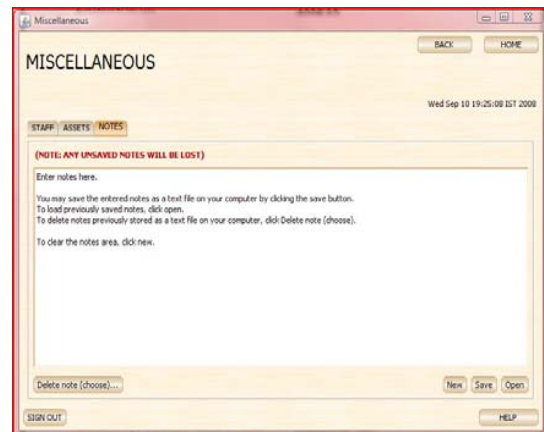 Miscellaneous
BACK HOME
MISCELLANEOUS
Wed Sep 10 19:25:08 IST 2008
STAFF ASSETS NOTES
(NOTE: ANY UNSAVED NOTES WILL BE LOST)
Enter notes here.
You may save the entered notes as a text file on your computer by clicking the save button.
To load previously saved notes, click open.
To delete notes previously stored as a text file on your computer, click Delete note (choose).
To clear the notes area, click new.
Delete note (choose)... New Save Open
SIGN OUT HELP